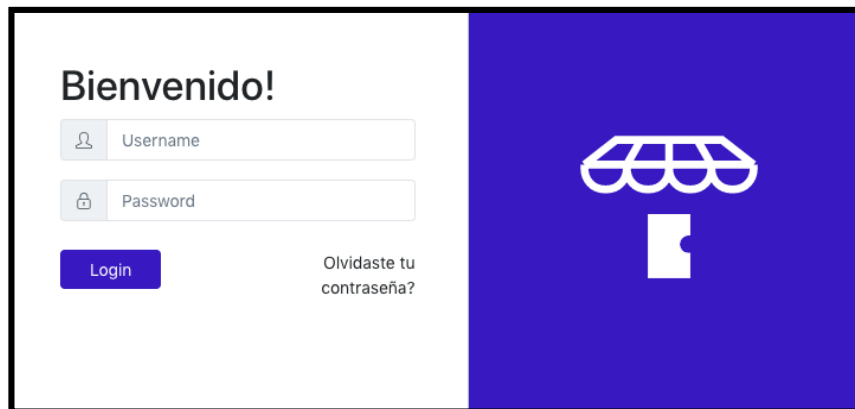 Bienvenido!
Username
Password
Login
Olvidaste tu
contraseña?